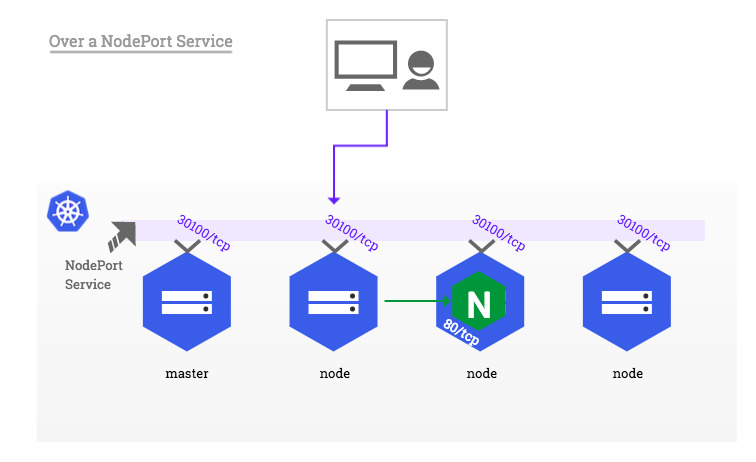 Over a NodePort Service
30100/tcp
30100/tcp
30100/tcp
30100/tcp
NodePort
Service
N
80/tcp
master
node
node
node